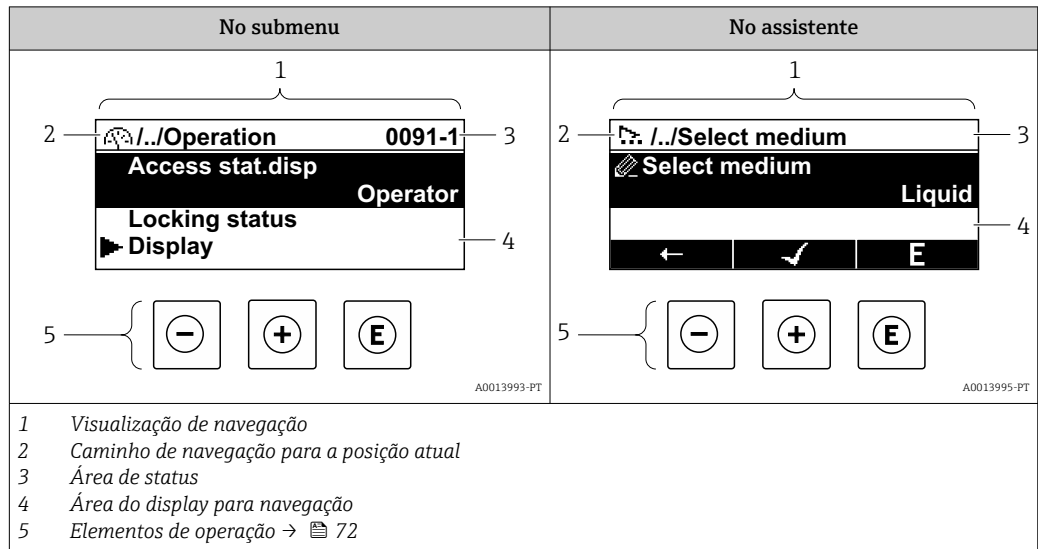 No submenu
No assistente
1
2
/../Operation 0091-1
3
Access stat.disp
Operator
Locking status
Display
4
5
- + E
A0013993-PT
1
2
/../Select medium
3
Select medium
Liquid
4
← ✓ E
5
- + E
A0013995-PT
1 Visualização de navegação
2 Caminho de navegação para a posição atual
3 Área de status
4 Área do display para navegação
5 Elementos de operação → 72